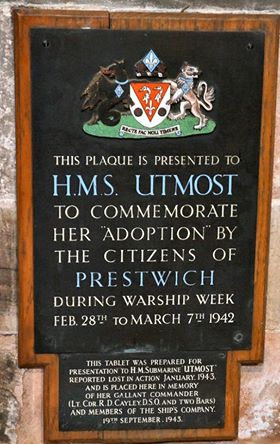 RECTE FAC NOLI TIMERE
THIS PLAQUE IS PRESENTED TO
H.M.S. UTMOST
TO COMMEMORATE
HER "ADOPTION" BY
THE CITIZENS OF
PRESTWICH
DURING WARSHIP WEEK
FEB. 28TH TO MARCH 7TH 1942
THIS TABLET WAS PREPARED FOR
PRESENTATION TO H.M. SUBMARINE "UTMOST"
REPORTED LOST IN ACTION JANUARY. 1943.
AND IS PLACED HERE IN MEMORY
OF HER GALLANT COMMANDER
(LT. CDR. R.D. CAYLEY D.S.O. AND TWO BARS)
AND MEMBERS OF THE SHIP'S COMPANY.
19TH SEPTEMBER. 1943.